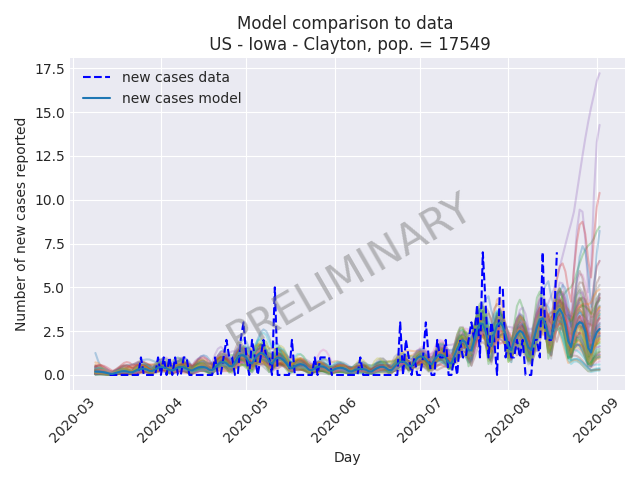 Model comparison to data
US - Iowa - Clayton, pop. = 17549
new cases data
new cases model
PRELIMINARY
Number of new cases reported
17.5
15.0
12.5
10.0
7.5
5.0
2.5
0.0
2020-03
2020-04
2020-05
2020-06
2020-07
2020-08
2020-09
Day